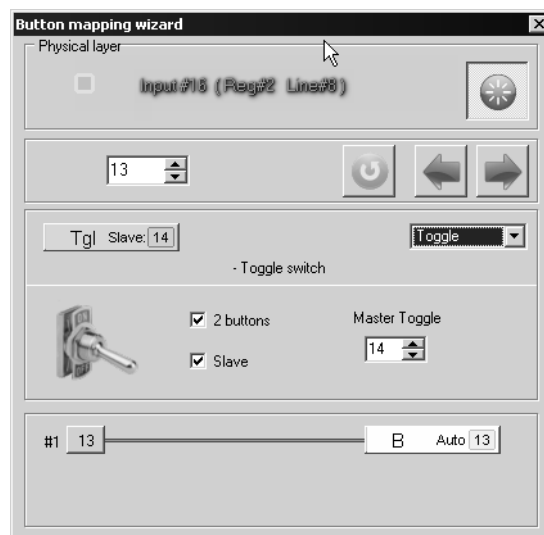 Button mapping wizard
Physical layer
Input #16 (Reg#2 Line#8)
13
Tgl Slave: 14
Toggle
- Toggle switch
2 buttons
Master Toggle
14
Slave
#1 13
B Auto 13